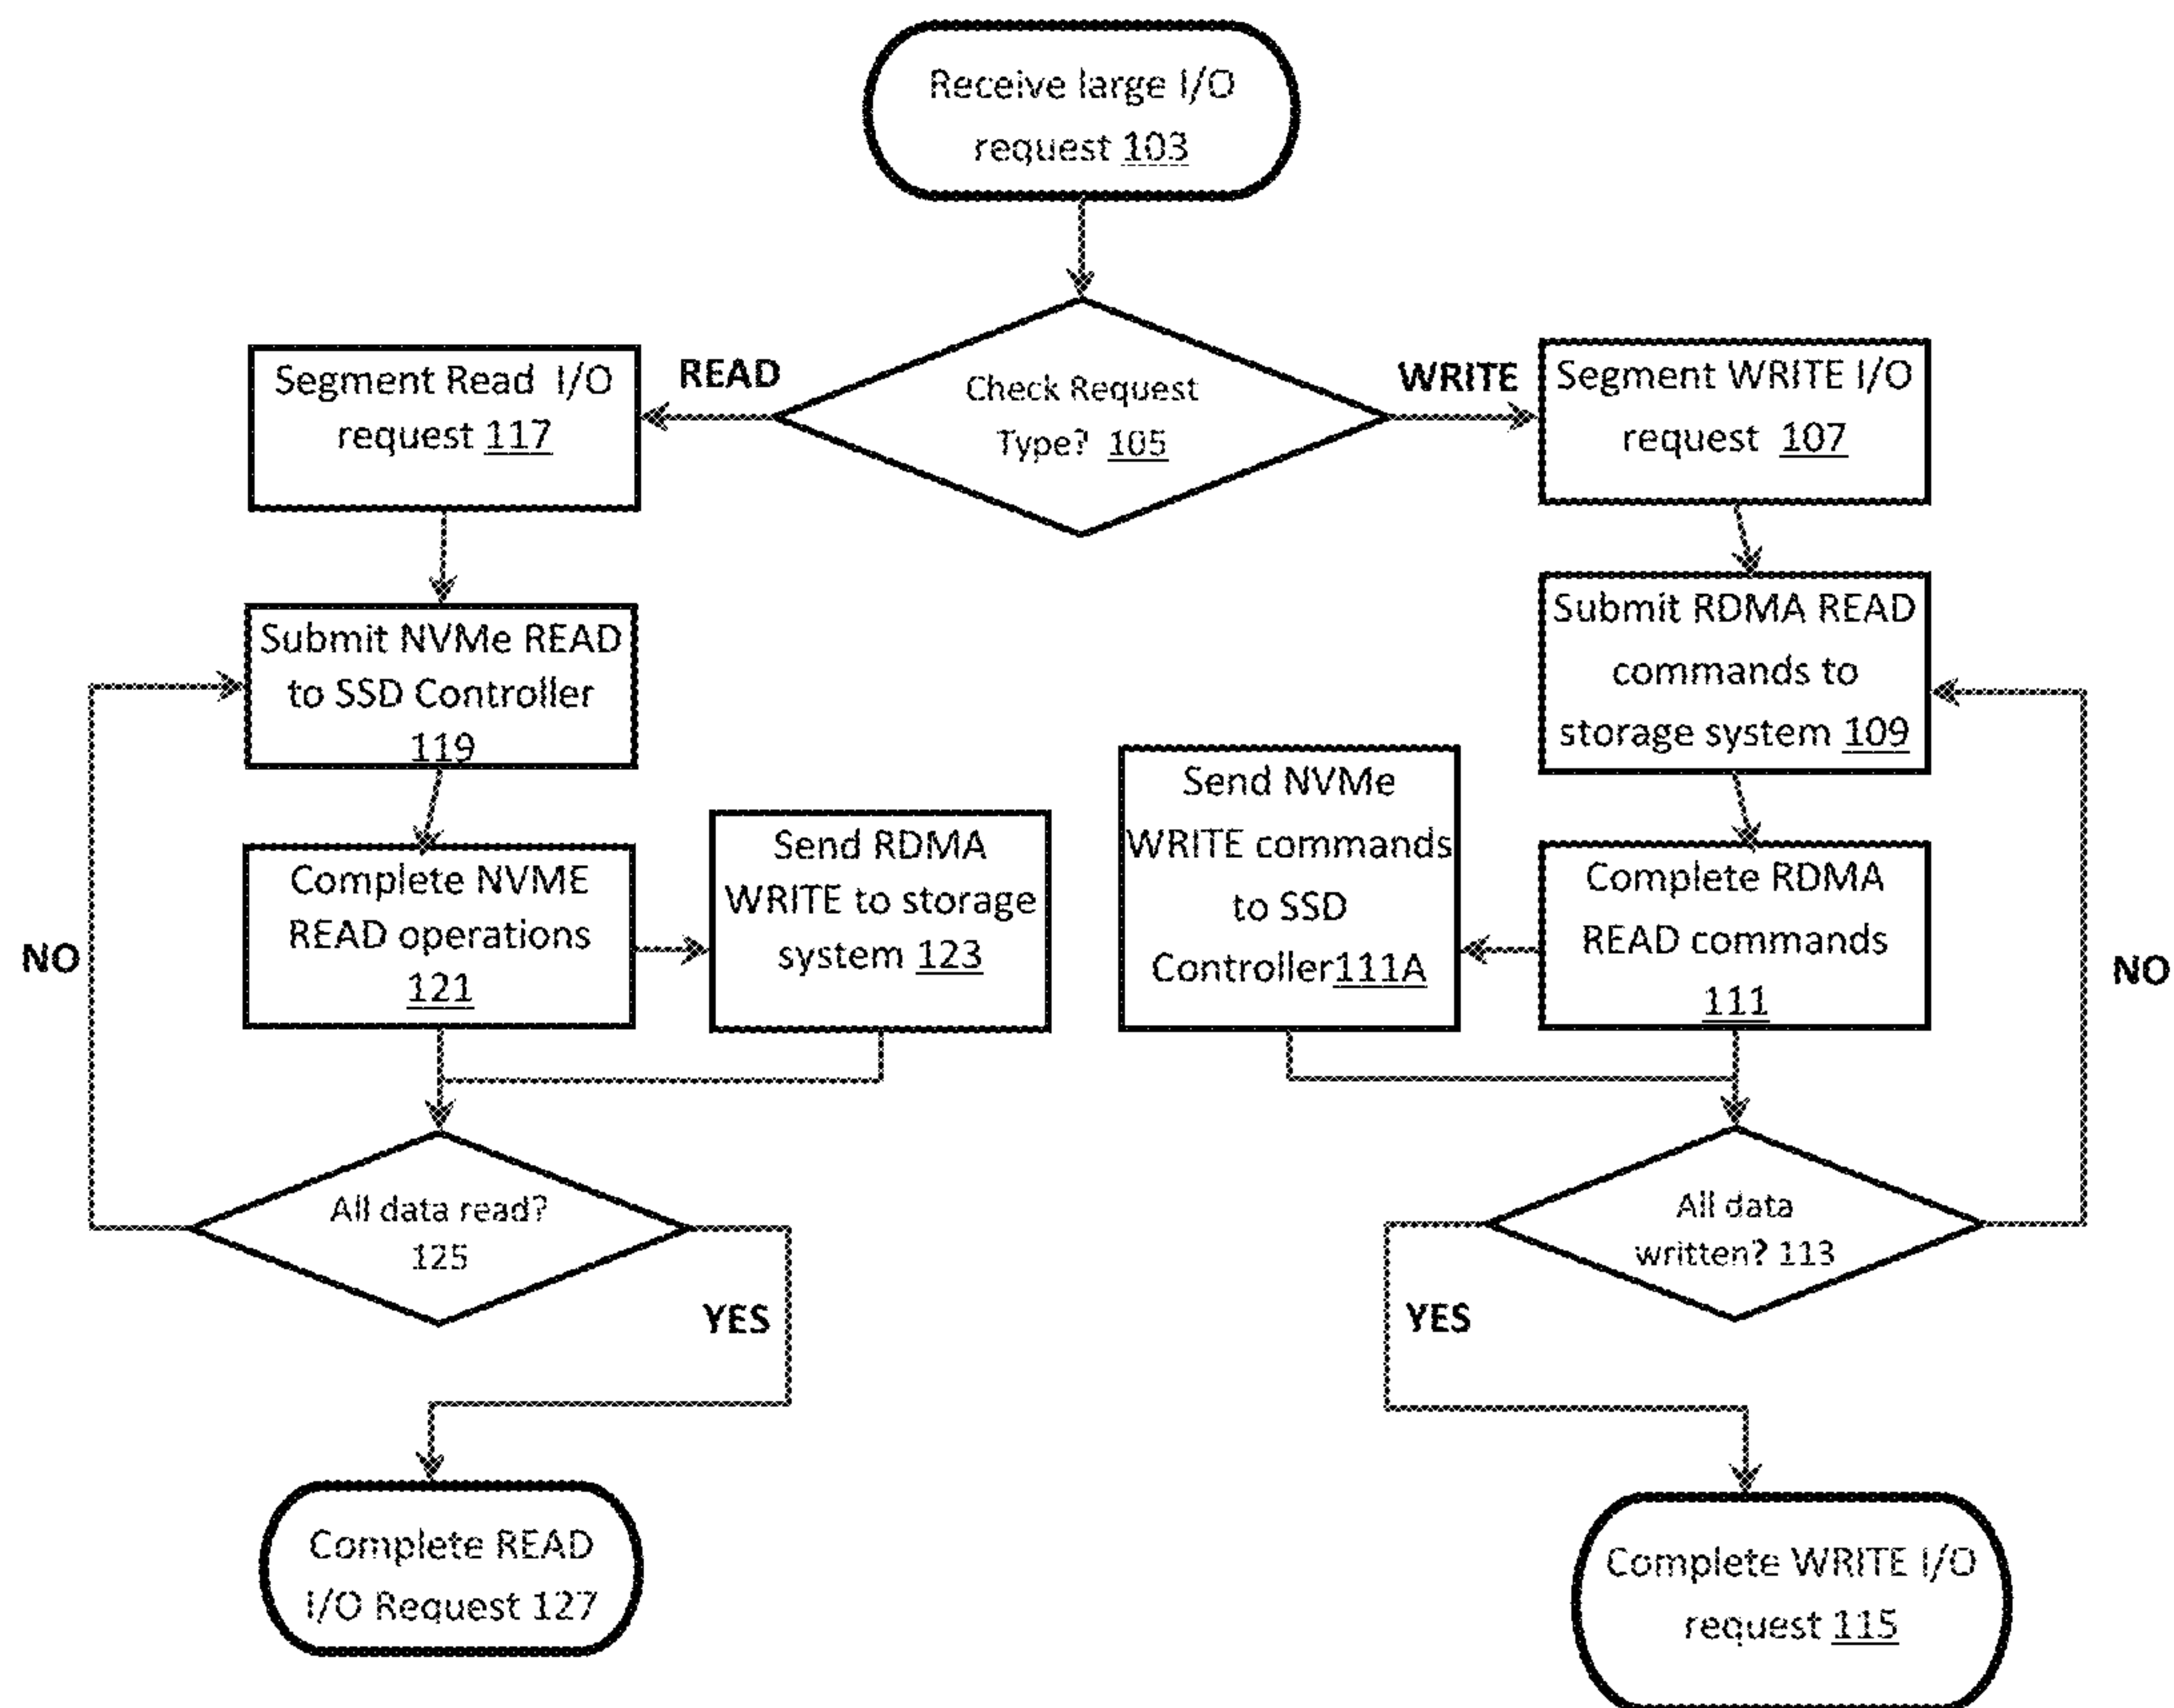 Receive large I/O
request 103
Check Request
Type? 105
READ
WRITE
Segment Read I/O
request 117
Segment WRITE I/O
request 107
Submit NVMe READ
to SSD Controller
119
Submit RDMA READ
commands to
storage system 109
Complete NVME
READ operations
121
Send RDMA
WRITE to storage
system 123
Send NVMe
WRITE commands
to SSD
Controller111A
Complete RDMA
READ commands
111
NO
NO
All data read?
125
All data
written? 113
YES
YES
Complete READ
I/O Request 127
Complete WRITE I/O
request 115